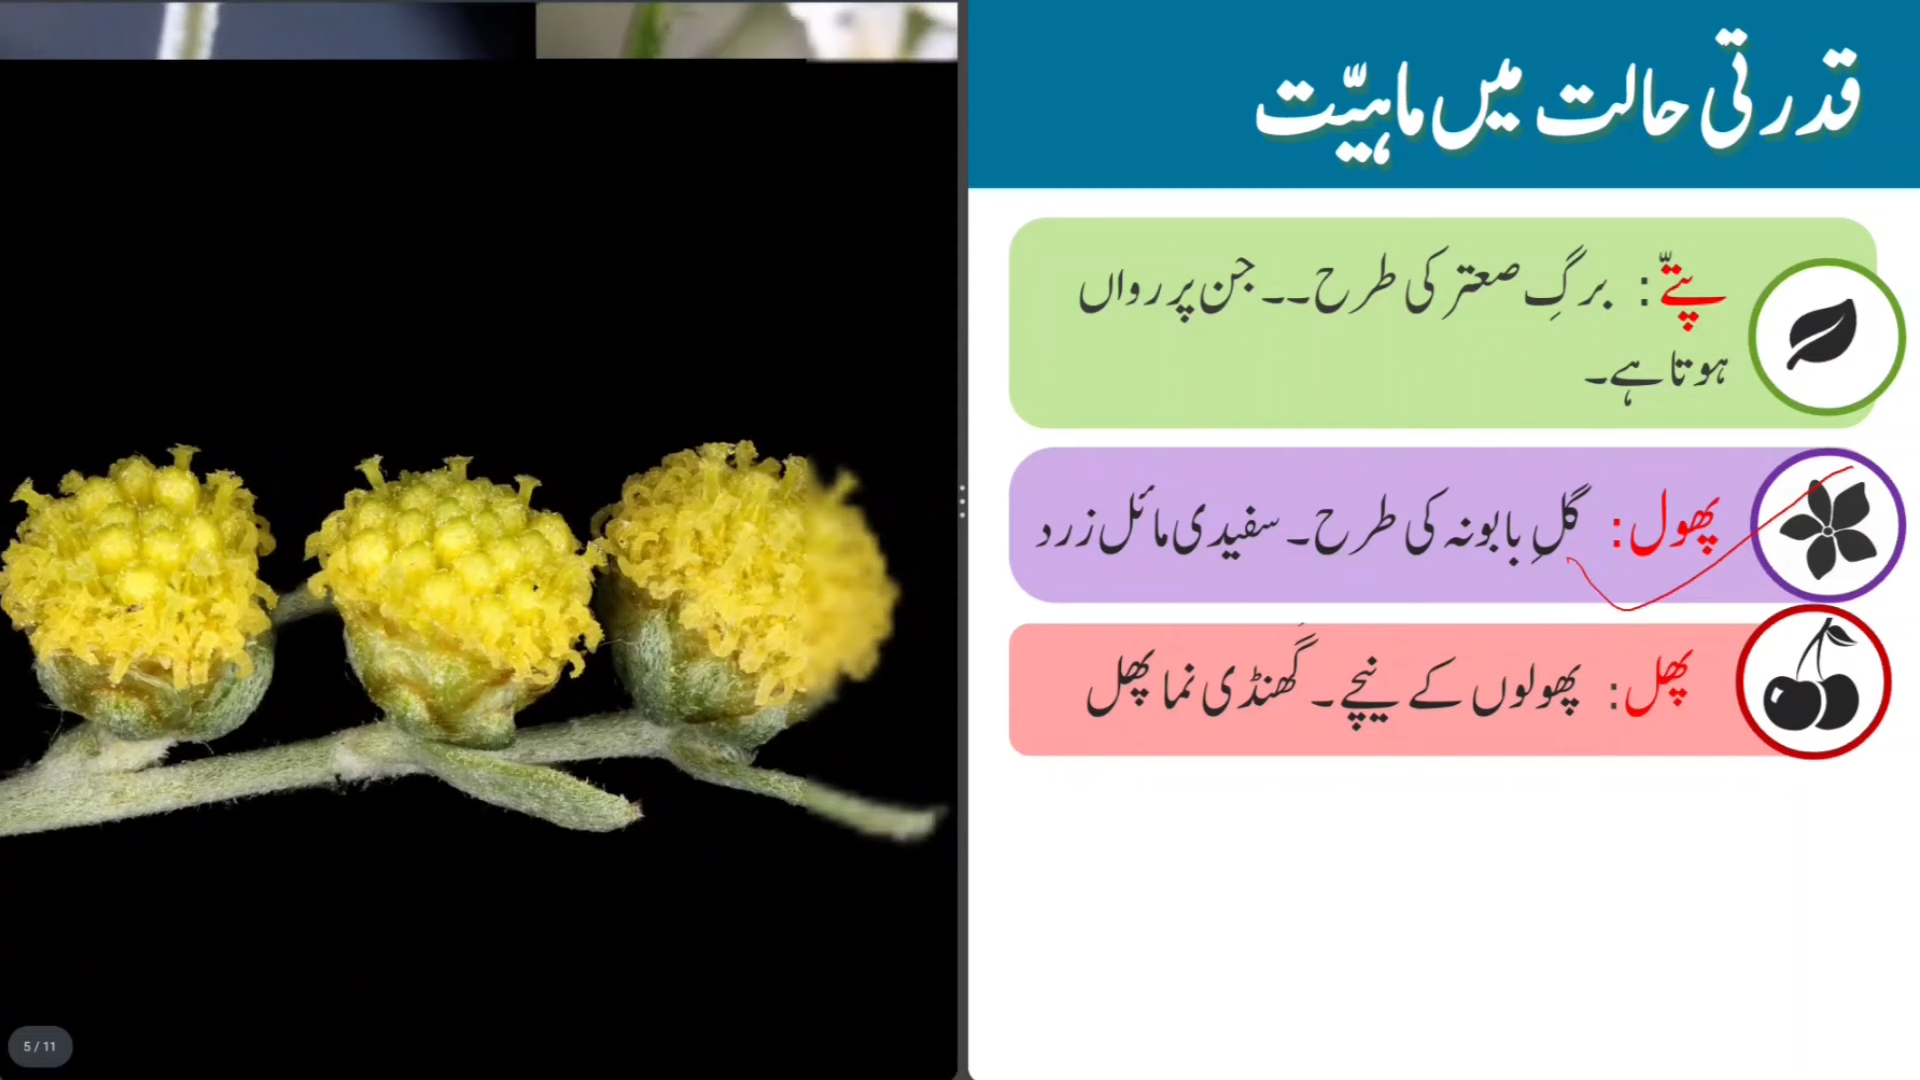 قدرتی حالت میں ماہیّت
پتّے: برگِ صعتر کی طرح۔۔ جن پر رواں
ہوتا ہے۔
پھول: گلِ بابونہ کی طرح۔ سفیدی مائل زرد
پھل: پھولوں کے نیچے۔ گھنڈی نما پھل
5 / 11